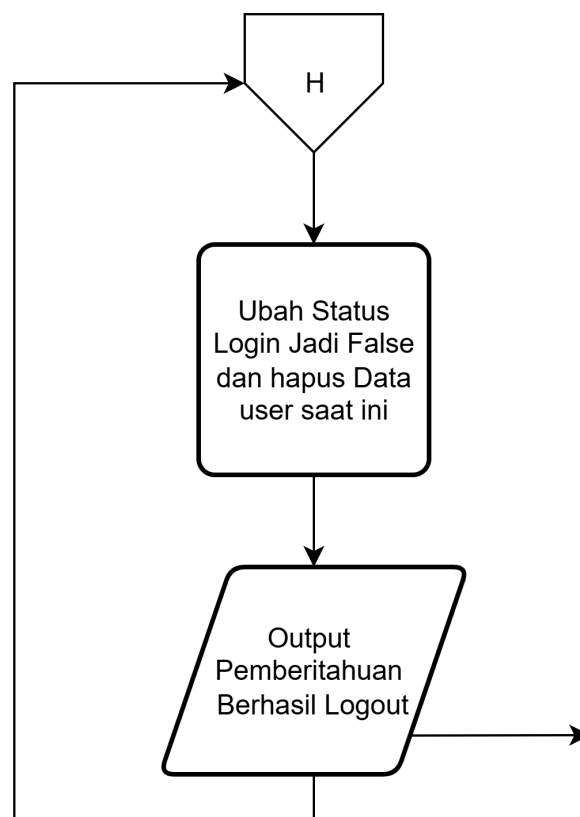 H
Ubah Status
Login Jadi False
dan hapus Data
user saat ini
Output
Pemberitahuan
Berhasil Logout